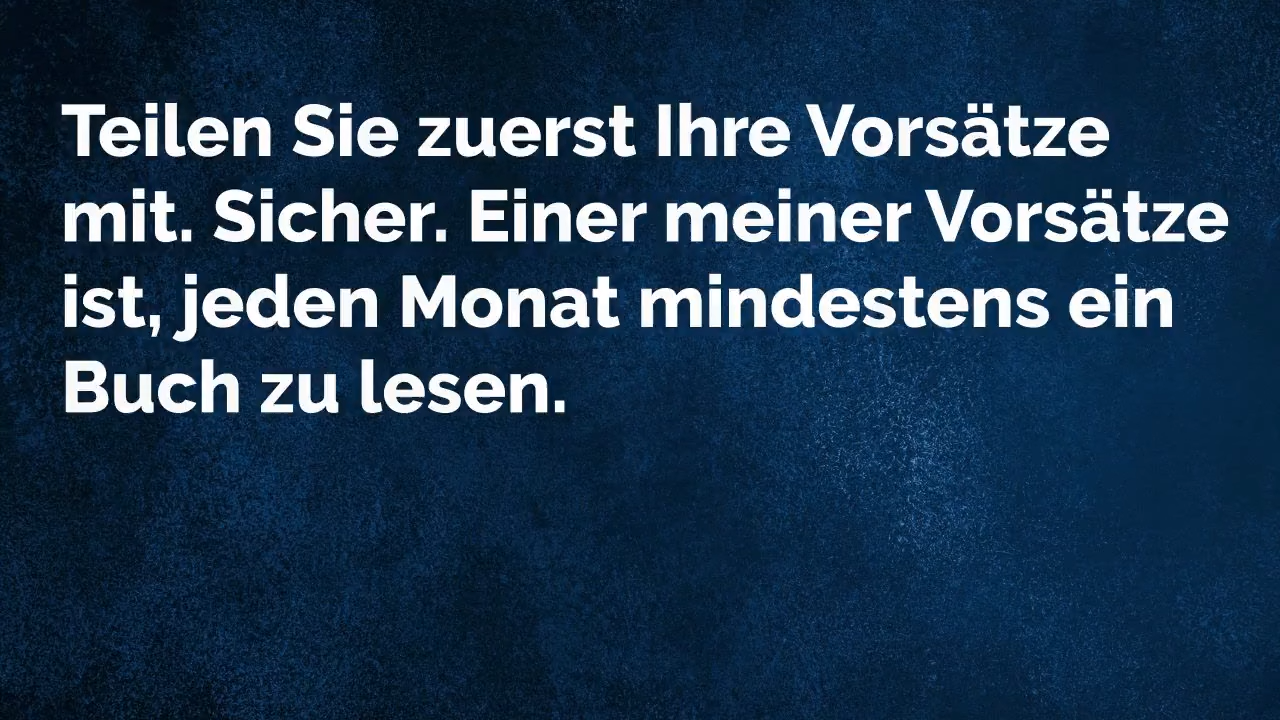 Teilen Sie zuerst Ihre Vorsätze
mit. Sicher. Einer meiner Vorsätze
ist, jeden Monat mindestens ein
Buch zu lesen.